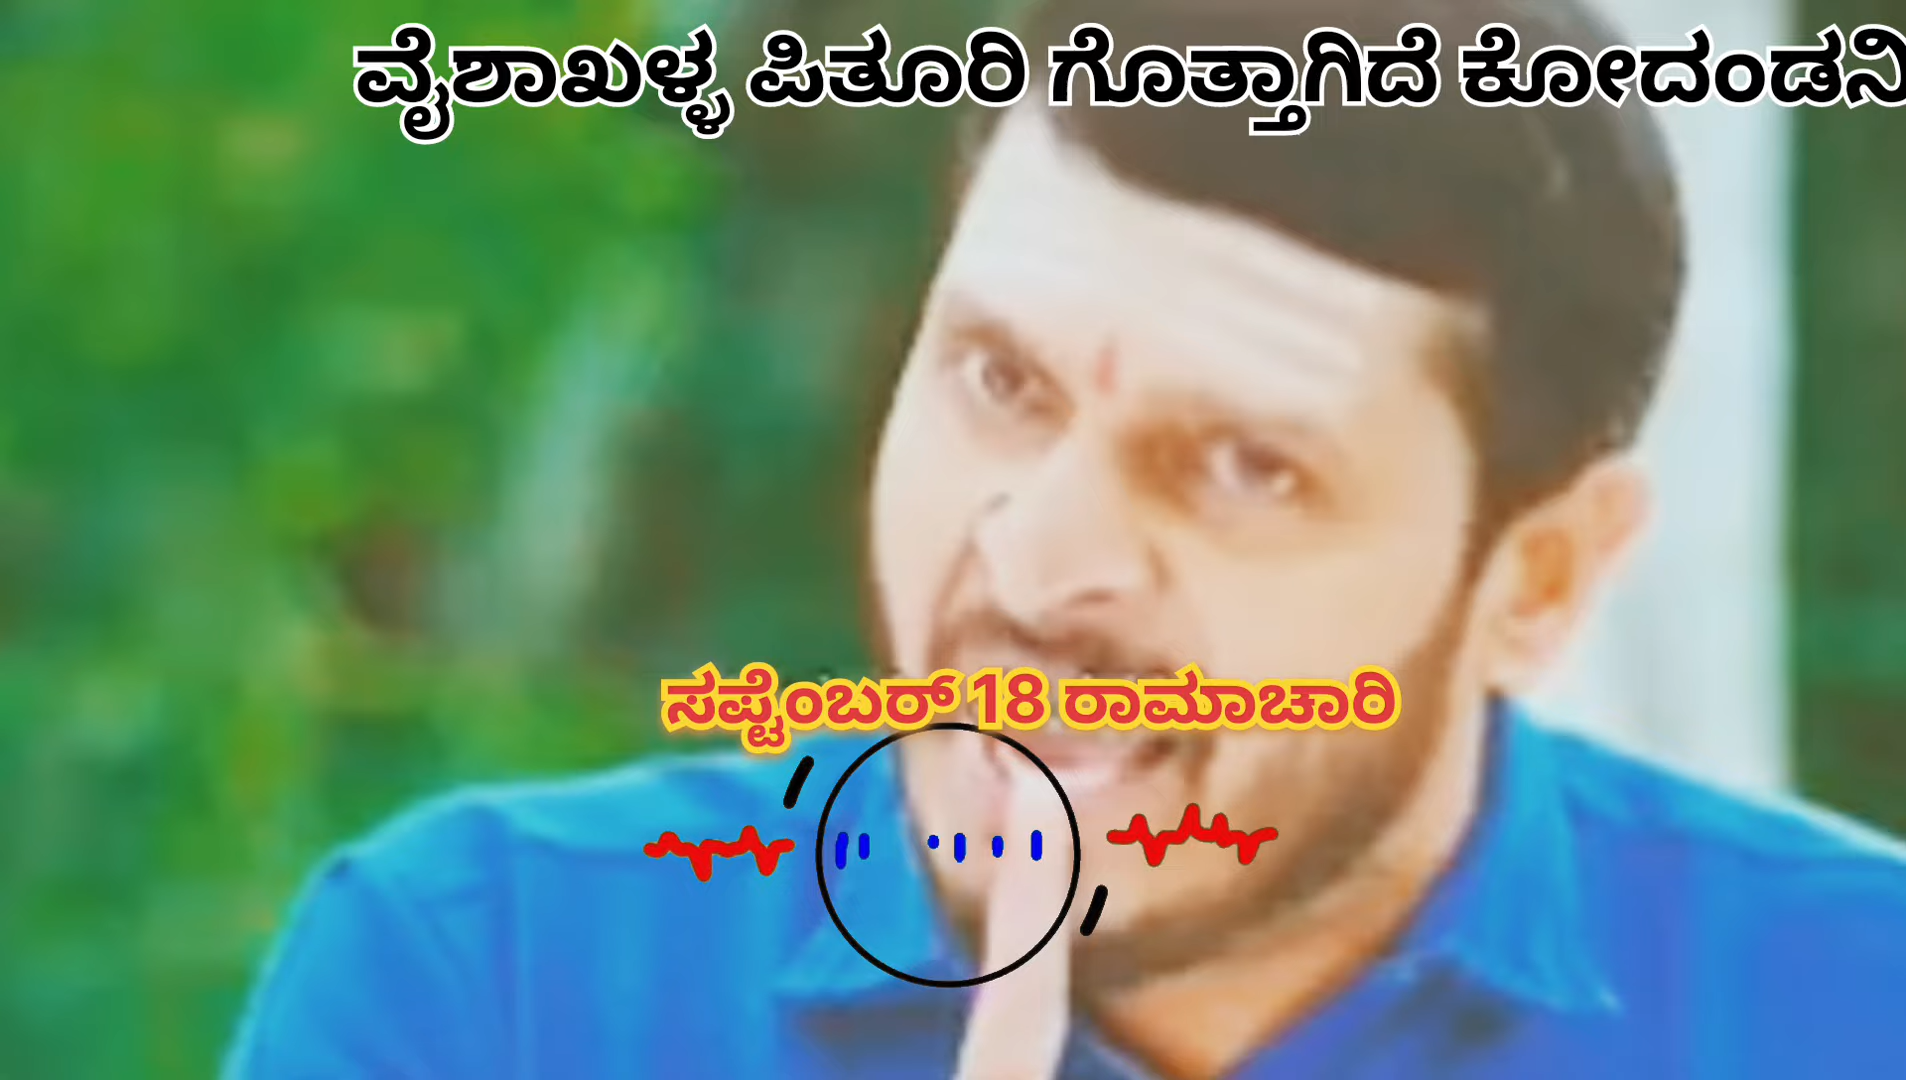 ವೈಶಾಖಳ್ಳ ಪಿತೂರಿ ಗೊತ್ತಾಗಿದೆ ಕೋದಂಡನಿ
ಸಪ್ಟೆಂಬರ್ 18 ರಾಮಾಚಾರಿ